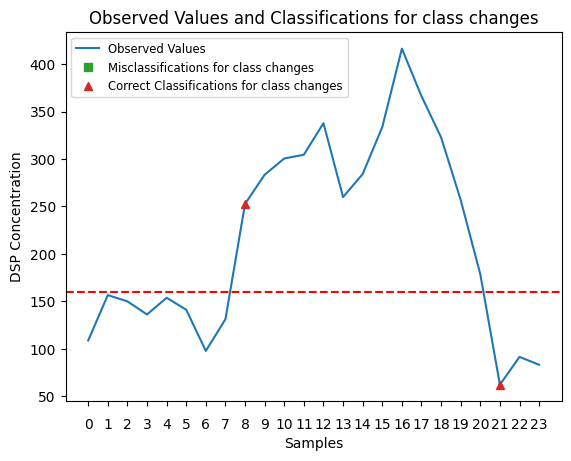 Observed Values and Classifications for class changes
Observed Values
Misclassifications for class changes
Correct Classifications for class changes
DSP Concentration
400
350
300
250
200
150
100
50
0 1 2 3 4 5 6 7 8 9 10 11 12 13 14 15 16 17 18 19 20 21 22 23
Samples